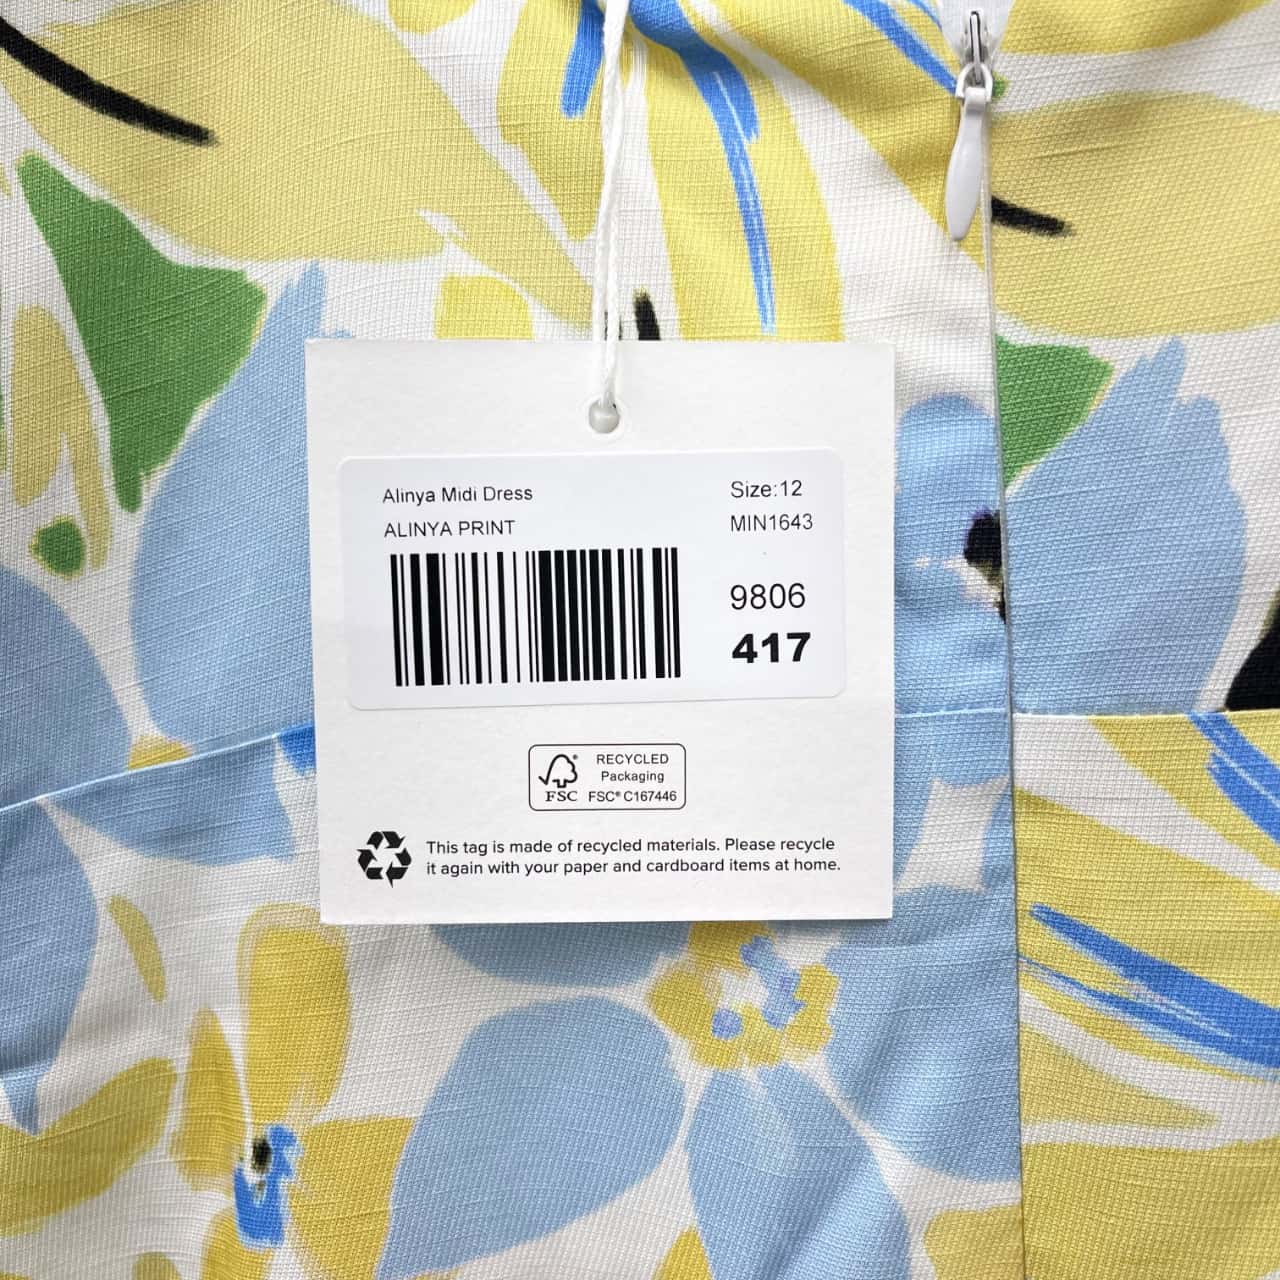 Alinya Midi Dress
ALINYA PRINT
Size:12
MIN1643
9806
417
FSC
RECYCLED
Packaging
FSC® C167446
This tag is made of recycled materials. Please recycle
it again with your paper and cardboard items at home.